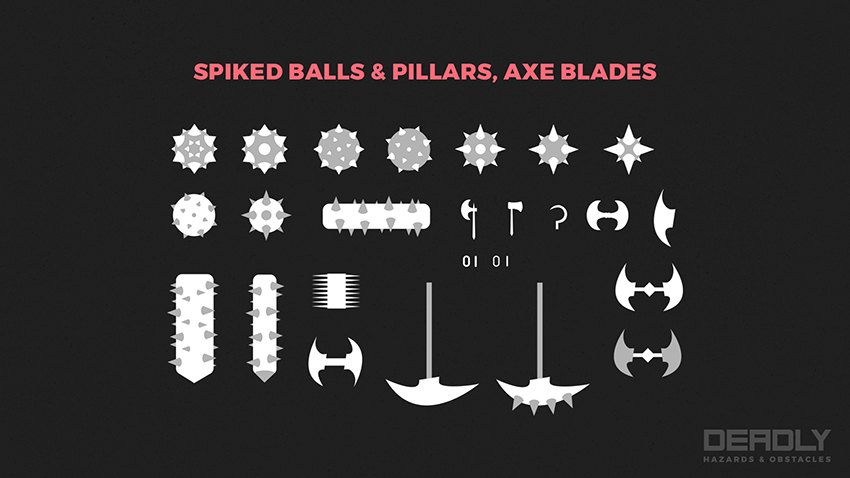 SPIKED BALLS & PILLARS, AXE BLADES
01 01
DEADLY
HAZARDS & OBSTACLES